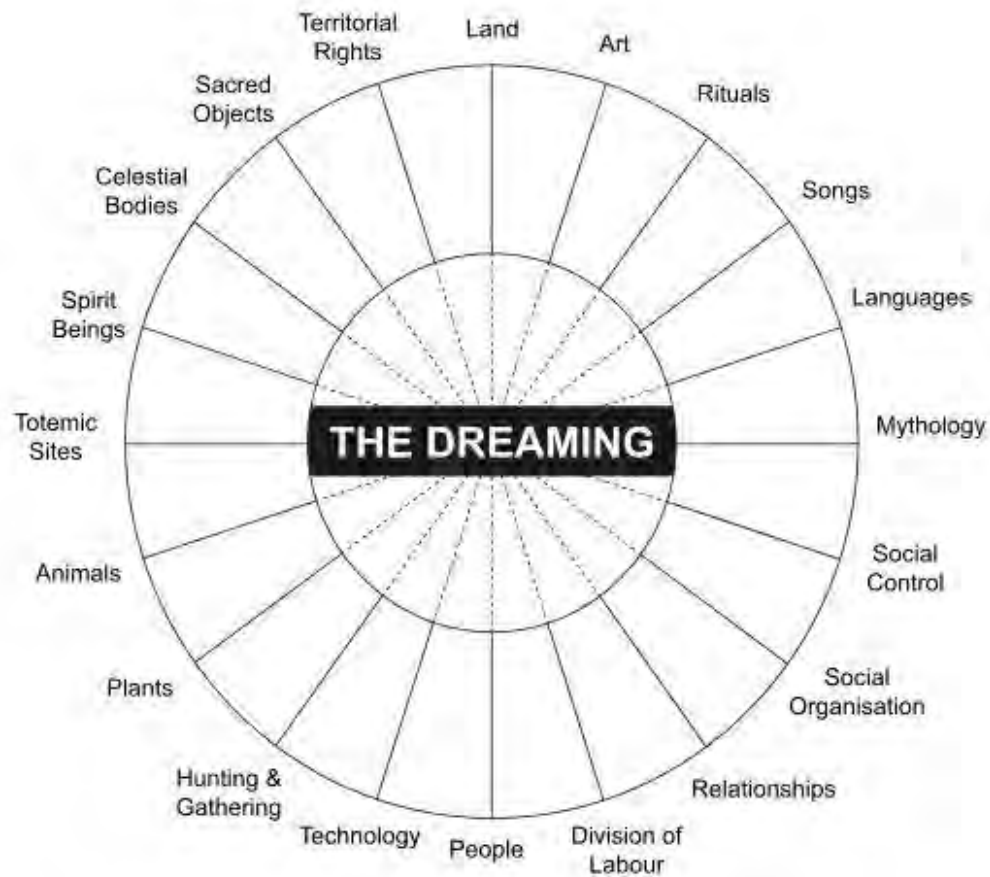 Land
Art
Rituals
Songs
Languages
Mythology
Social
Control
Social
Organisation
Relationships
Division of
Labour
People
Technology
Hunting &
Gathering
Plants
Animals
Totemic
Sites
Spirit
Beings
Celestial
Bodies
Sacred
Objects
Territorial
Rights
THE DREAMING